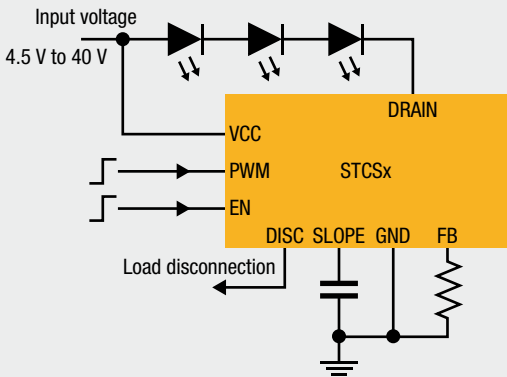 Input voltage
4.5 V to 40 V
DRAIN
VCC
PWM
STCSx
EN
DISC SLOPE GND FB
Load disconnection